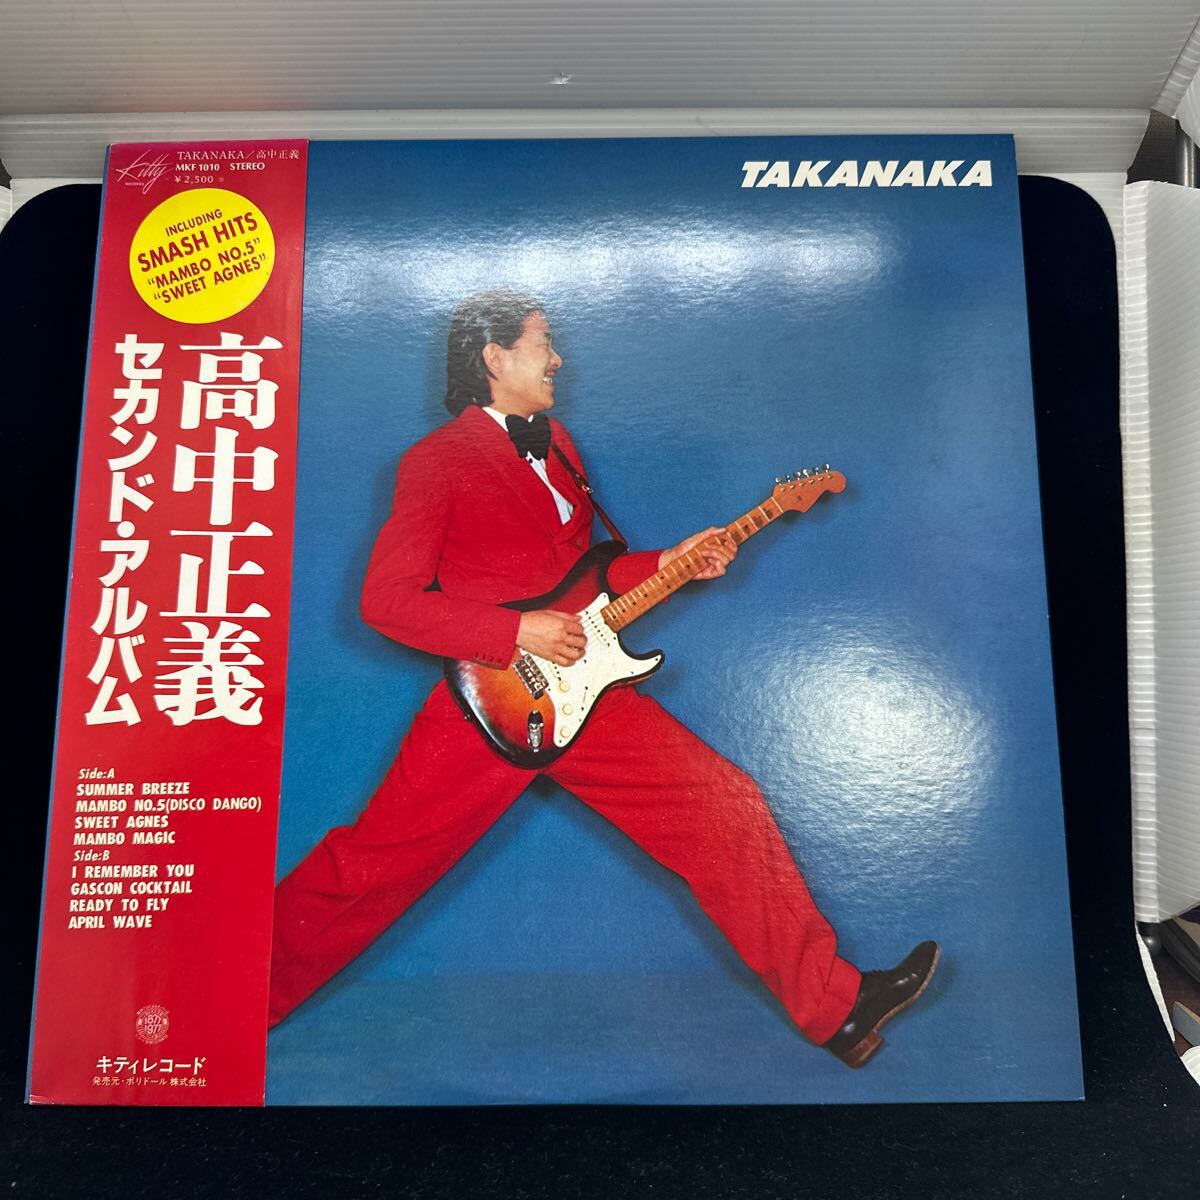 Kitty
RECORDS
TAKANAKA/高中正義
MKF 1010 STEREO
¥2,500
INCLUDING
SMASH HITS
"MAMBO NO.5"
"SWEET AGNES"
高中正義
セカンド・アルバム
Side:A
SUMMER BREEZE
MAMBO NO.5(DISCO DANGO)
SWEET AGNES
MAMBO MAGIC
Side:B
I REMEMBER YOU
GASCON COCKTAIL
READY TO FLY
APRIL WAVE
1877
1977
キティレコード
発売元・ポリドール株式会社
TAKANAKA